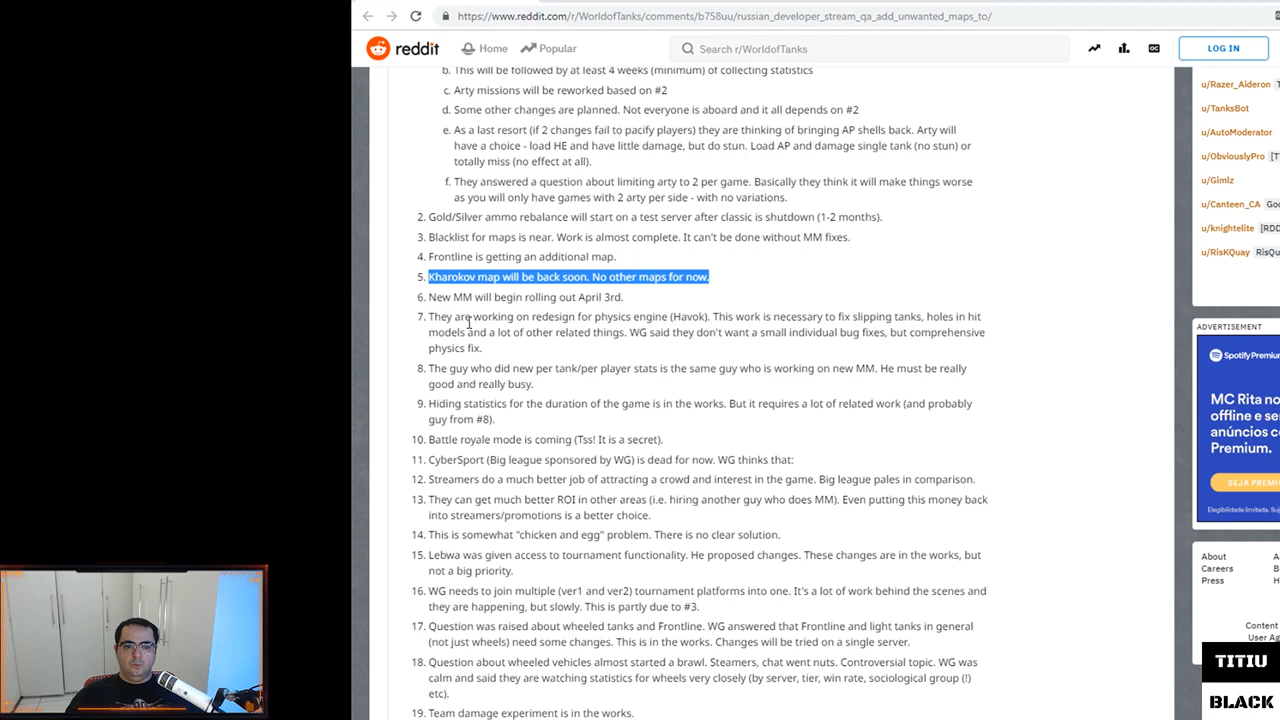 https://www.reddit.com/r/WorldofTanks/comments/b758uu/russian_developer_stream_qa_add_unwanted_maps_to/
reddit Home Popular Search r/WorldofTanks LOG IN
b. This will be followed by at least 4 weeks (minimum) of collecting statistics
c. Arty missions will be reworked based on #2
d. Some other changes are planned. Not everyone is aboard and it all depends on #2
e. As a last resort (if 2 changes fail to pacify players) they are thinking of bringing AP shells back. Arty will
have a choice - load HE and have little damage, but do stun. Load AP and damage single tank (no stun) or
totally miss (no effect at all).
f. They answered a question about limiting arty to 2 per game. Basically they think it will make things worse
as you will only have games with 2 arty per side - with no variations.
2. Gold/Silver ammo rebalance will start on a test server after classic is shutdown (1-2 months).
3. Blacklist for maps is near. Work is almost complete. It can't be done without MM fixes.
4. Frontline is getting an additional map.
5. Kharokov map will be back soon. No other maps for now.
6. New MM will begin rolling out April 3rd.
7. They are working on redesign for physics engine (Havok). This work is necessary to fix slipping tanks, holes in hit
models and a lot of other related things. WG said they don't want a small individual bug fixes, but comprehensive
physics fix.
8. The guy who did new per tank/per player stats is the same guy who is working on new MM. He must be really
good and really busy.
9. Hiding statistics for the duration of the game is in the works. But it requires a lot of related work (and probably
guy from #8).
10. Battle royale mode is coming (Tss! It is a secret).
11. CyberSport (Big league sponsored by WG) is dead for now. WG thinks that:
12. Streamers do a much better job of attracting a crowd and interest in the game. Big league pales in comparison.
13. They can get much better ROI in other areas (i.e. hiring another guy who does MM). Even putting this money back
into streamers/promotions is a better choice.
14. This is somewhat "chicken and egg" problem. There is no clear solution.
15. Lebwa was given access to tournament functionality. He proposed changes. These changes are in the works, but
not a big priority.
16. WG needs to join multiple (ver1 and ver2) tournament platforms into one. It's a lot of work behind the scenes and
they are happening, but slowly. This is partly due to #3.
17. Question was raised about wheeled tanks and Frontline. WG answered that Frontline and light tanks in general
(not just wheels) need some changes. This is in the works. Changes will be tried on a single server.
18. Question about wheeled vehicles almost started a brawl. Steamers, chat went nuts. Controversial topic. WG was
calm and said they are watching statistics for wheels very closely (by server, tier, win rate, sociological group (!)
etc).
19. Team damage experiment is in the works.
u/Razer_Aideron
u/TanksBot
u/AutoModerator
u/ObviouslyPro
u/Gimlz
u/Canteen_CA Goo
u/knightelite [RDD
u/RisKQuay RisQu
ADVERTISEMENT
Spotify Premium
MC Rita no
offline e se
anúncios c
Premium.
SEJA PREMI
Elegibilidade limitada. Su
About
Careers
Press
Content
User Ag
TITIU
BLACK